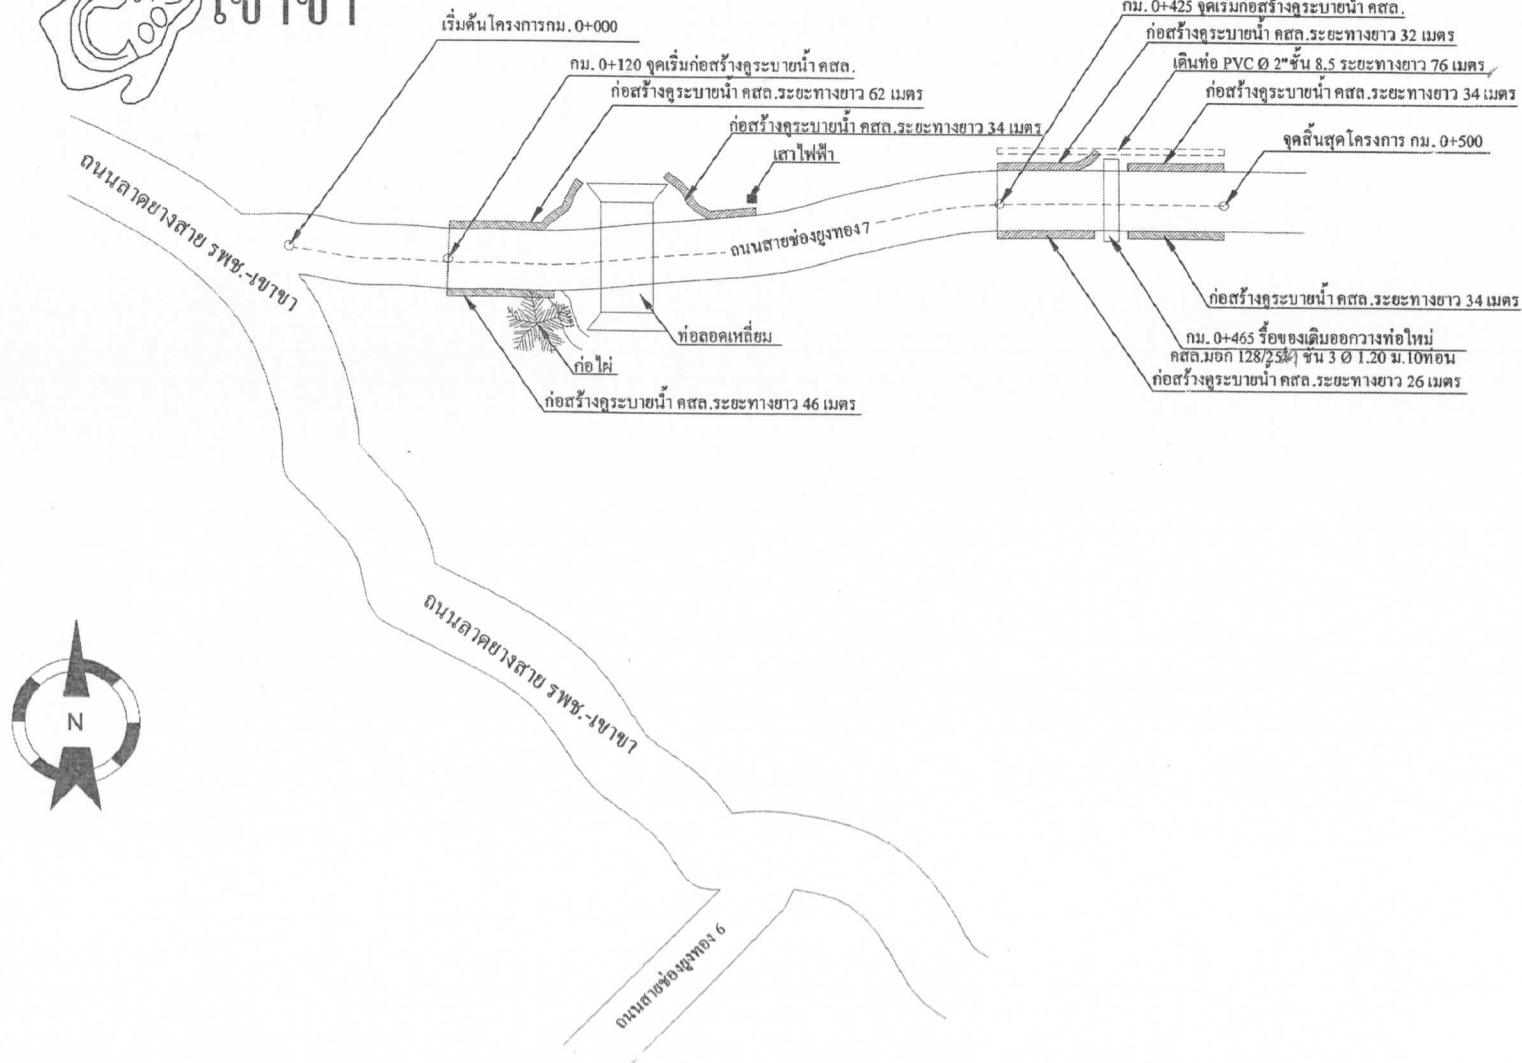 เขาขา
เริ่มต้นโครงการกม. 0+000
กม. 0+120 จุดเริ่มก่อสร้างคูระบายน้ำ คสล.
ก่อสร้างคูระบายน้ำ คสล.ระยะทางยาว 62 เมตร
ก่อสร้างคูระบายน้ำ คสล.ระยะทางยาว 34 เมตร
เสาไฟฟ้า
กม. 0+425 จุดเริ่มก่อสร้างคูระบายน้ำ คสล.
ก่อสร้างคูระบายน้ำ คสล.ระยะทางยาว 32 เมตร
เดินท่อ PVC Ø 2" ชั้น 8.5 ระยะทางยาว 76 เมตร
ก่อสร้างคูระบายน้ำ คสล.ระยะทางยาว 34 เมตร
จุดสิ้นสุดโครงการ กม. 0+500
ถนนลาดยางสาย รพช.-เขาขา
ถนนสายช่องยูงทอง 7
ก่อสร้างคูระบายน้ำ คสล.ระยะทางยาว 34 เมตร
กม. 0+465 รื้อของเดิมออกวางท่อใหม่
คสล.มอก 128/25 ชั้น 3 Ø 1.20 ม.10ท่อน
ก่อสร้างคูระบายน้ำ คสล.ระยะทางยาว 26 เมตร
ท่อลอดเหลี่ยม
กอไผ่
ก่อสร้างคูระบายน้ำ คสล.ระยะทางยาว 46 เมตร
ถนนลาดยางสาย รพช.-เขาขา
N
ถนนสายช่องยูงทอง 6